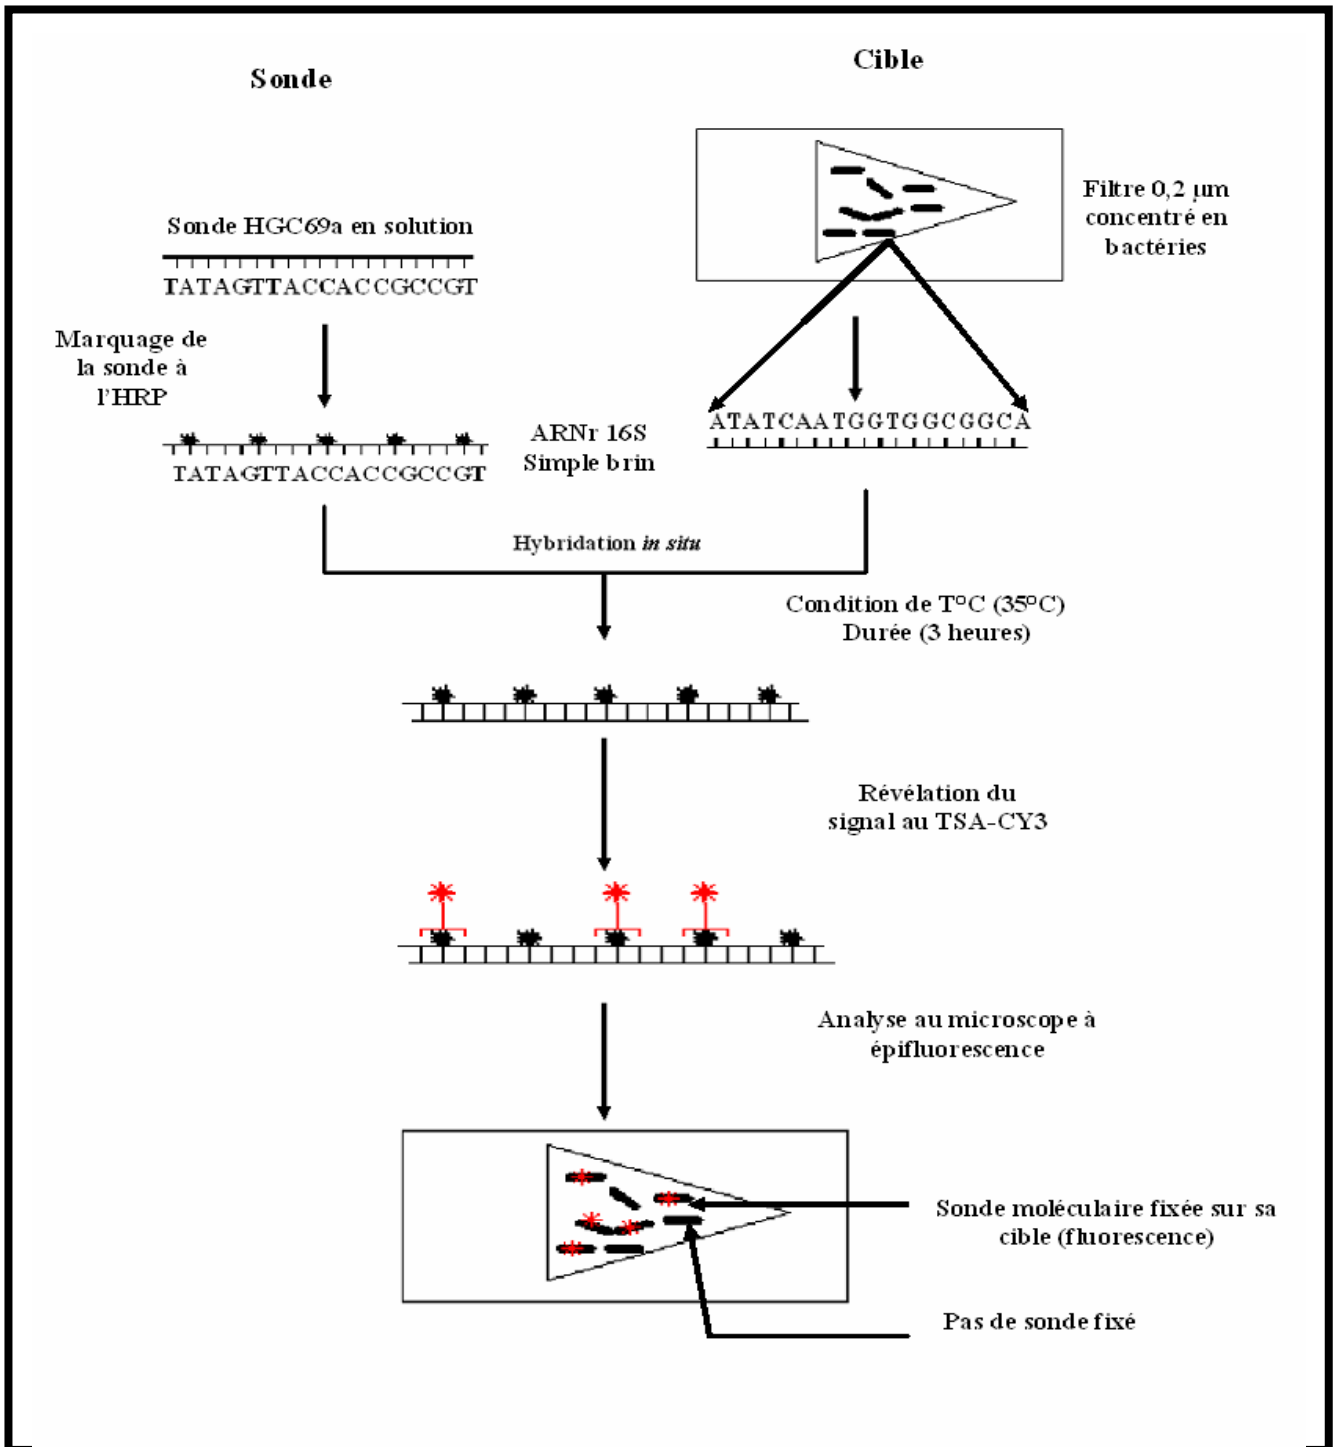 Sonde
Cible
Sonde HGC69a en solution
TATAGTTACCACCGCCGT
Filtre 0,2 µm
concentré en
bactéries
Marquage de
la sonde à
l'HRP
TATAGTTACCACCGCCGT
ARNr 16S
Simple brin
ATATCAATGGTGGCGGCA
Hybridation in situ
Condition de T°C (35°C)
Durée (3 heures)
Révélation du
signal au TSA-CY3
Analyse au microscope à
épifluorescence
Sonde moléculaire fixée sur sa
cible (fluorescence)
Pas de sonde fixé